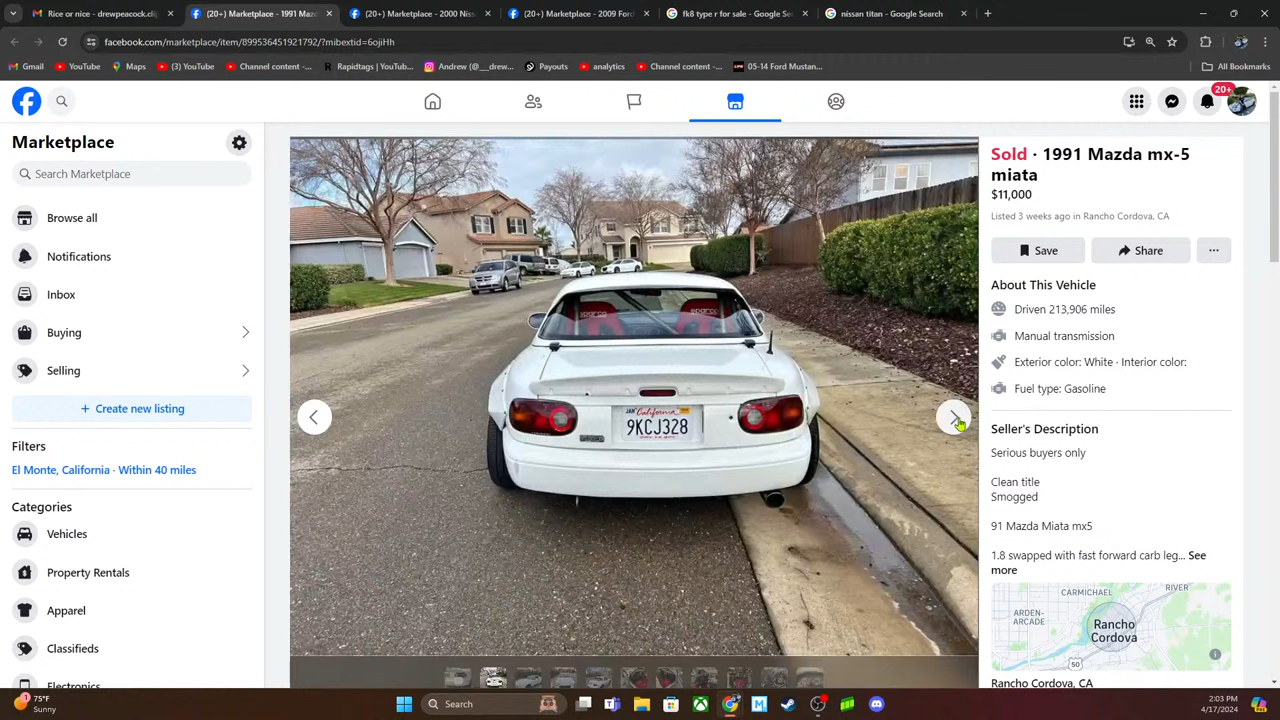 Rice or nice - drewpeacock.cli
(20+) Marketplace - 1991 Mazd
(20+) Marketplace - 2000 Niss
(20+) Marketplace - 2009 Ford
fk8 type r for sale - Google Sea
nissan titan - Google Search
facebook.com/marketplace/item/899536451921792/?mibextid=6ojiHh
Gmail
YouTube
Maps
(3) YouTube
Channel content -...
Rapidtags | YouTub...
Andrew (@___drew...
Payouts
analytics
Channel content -...
05-14 Ford Mustan...
All Bookmarks
20+
Marketplace
Search Marketplace
Browse all
Notifications
Inbox
Buying
Selling
+ Create new listing
Filters
El Monte, California · Within 40 miles
Categories
Vehicles
Property Rentals
Apparel
Classifieds
Electronics
sparco
sparco
California
9KCJ328
Sold · 1991 Mazda mx-5
miata
$11,000
Listed 3 weeks ago in Rancho Cordova, CA
Save
Share
...
About This Vehicle
Driven 213,906 miles
Manual transmission
Exterior color: White · Interior color:
Fuel type: Gasoline
Seller's Description
Serious buyers only
Clean title
Smogged
91 Mazda Miata mx5
1.8 swapped with fast forward carb leg... See
more
CARMICHAEL
RIVER
ARDEN-
ARCADE
Rancho
Cordova
50
Rancho Cordova, CA
1
75°F
Sunny
Search
2:03 PM
4/17/2024